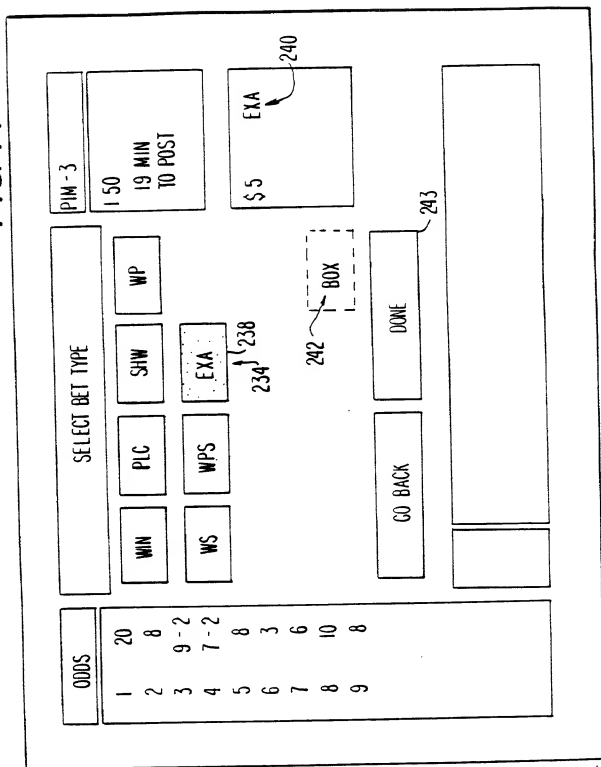 ODDS
1 20
2 8
3 9-2
4 7-2
5 8
6 3
7 6
8 10
9 8
SELECT BET TYPE
WIN PLC SHW WP
WS WPS EXA
238
234
242
BOX
GO BACK DONE
243
PIM-3
1 50
19 MIN
TO POST
$5 EXA
240